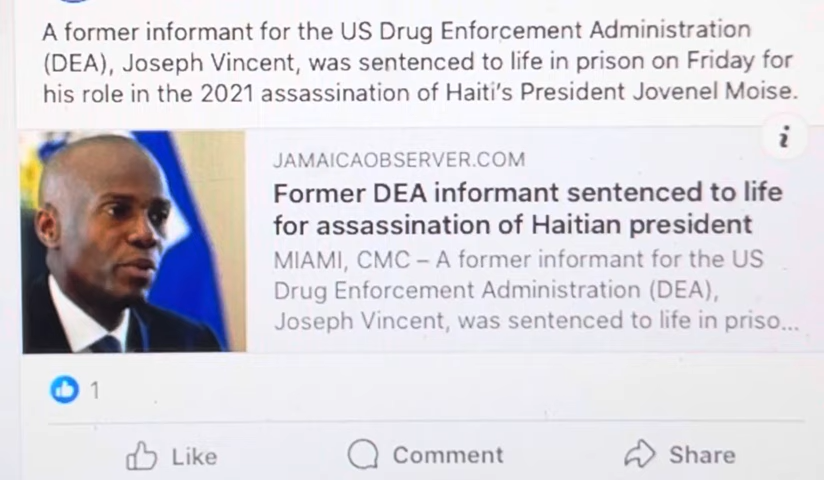 A former informant for the US Drug Enforcement Administration
(DEA), Joseph Vincent, was sentenced to life in prison on Friday for
his role in the 2021 assassination of Haiti's President Jovenel Moise.
i
JAMAICAOBSERVER.COM
Former DEA informant sentenced to life
for assassination of Haitian president
MIAMI, CMC – A former informant for the US
Drug Enforcement Administration (DEA),
Joseph Vincent, was sentenced to life in priso...
1
Like
Comment
Share